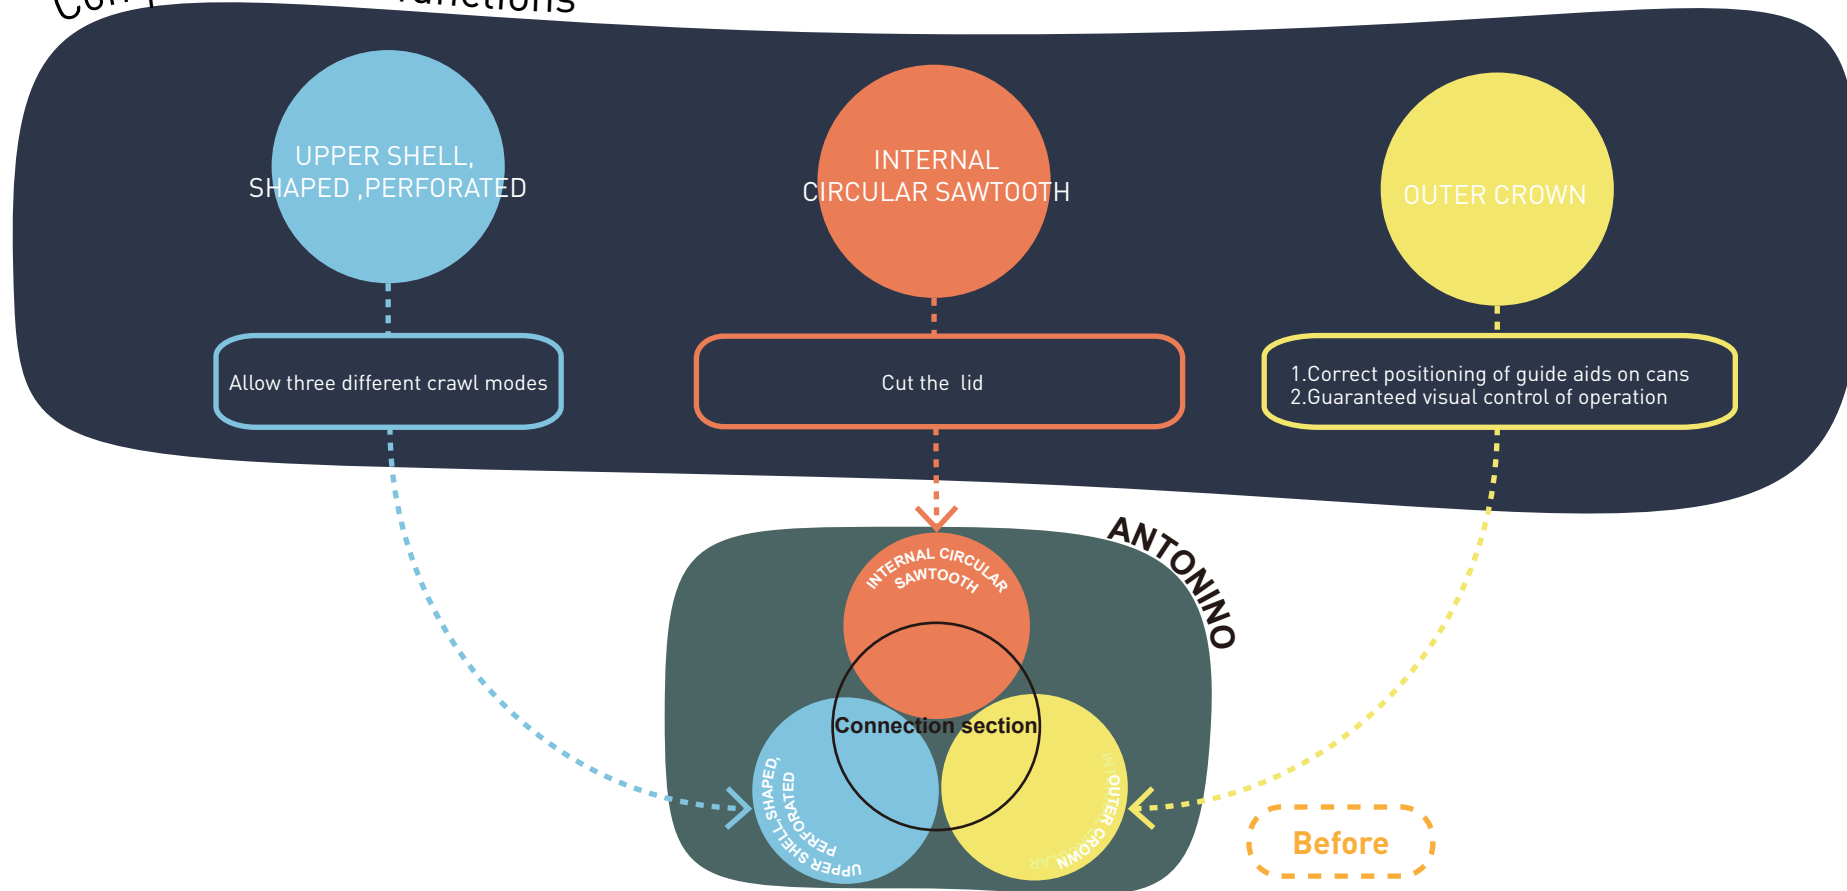 functions
UPPER SHELL,
SHAPED ,PERFORATED
INTERNAL
CIRCULAR SAWTOOTH
OUTER CROWN
Allow three different crawl modes
Cut the  lid
1.Correct positioning of guide aids on cans
2.Guaranteed visual control of operation
ANTONINO
INTERNAL CIRCULAR
SAWTOOTH
Connection section
UPPER SHELL,SHAPED,
PERFORATED
OUTER CROWN
Before